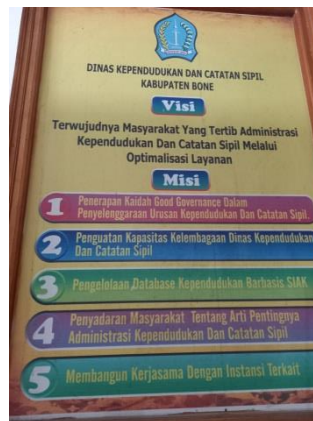 DINAS KEPENDUDUKAN DAN CATATAN SIPIL
KABUPATEN BONE
Visi
Terwujudnya Masyarakat Yang Tertib Administrasi
Kependudukan Dan Catatan Sipil Melalui
Optimalisasi Layanan
Misi
1 Penerapan Kaidah Good Governance Dalam
Penyelenggaraan Urusan Kependudukan Dan Catatan Sipil.
2 Penguatan Kapasitas Kelembagaan Dinas Kependudukan
Dan Catatan Sipil
3 Pengelolaan Database Kependudukan Barbasis SIAK
4 Penyadaran Masyarakat Tentang Arti Pentingnya
Administrasi Kependudukan Dan Catatan Sipil
5 Membangun Kerjasama Dengan Instansi Terkait